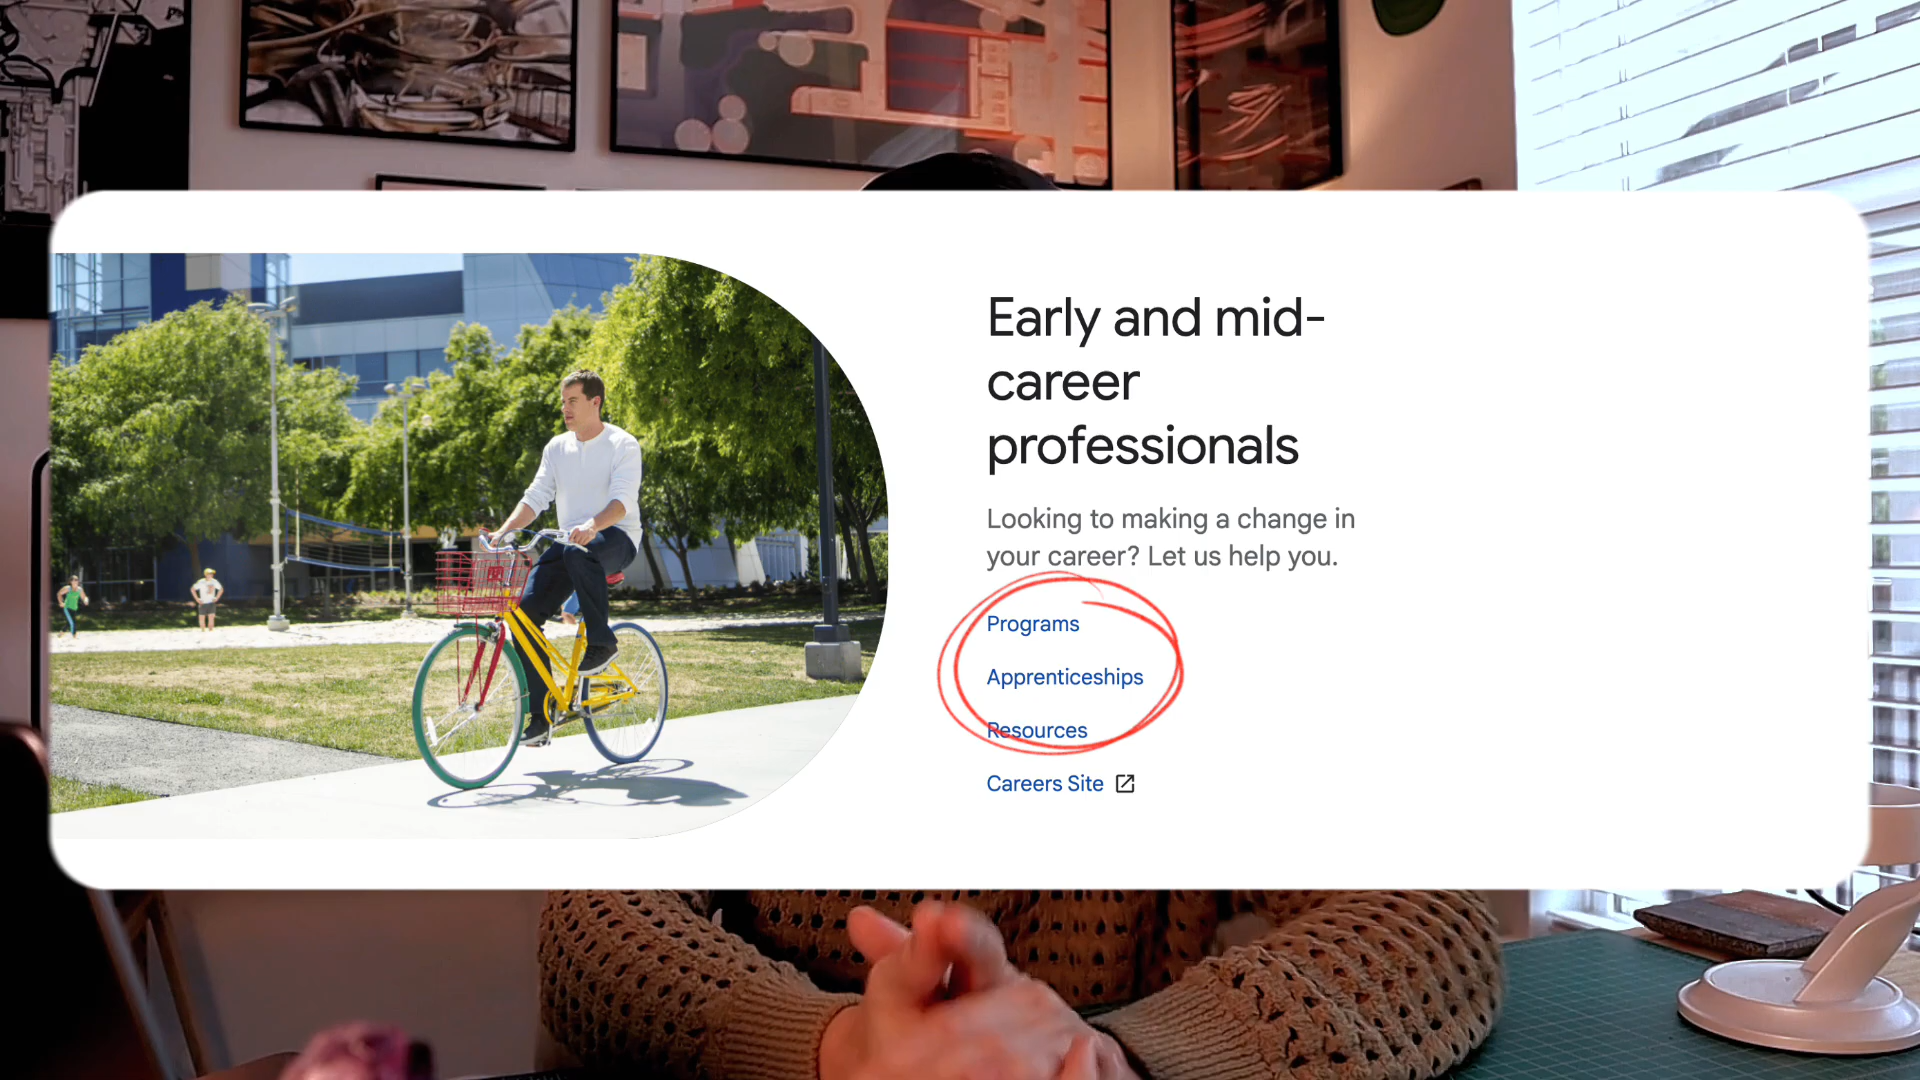 Early and mid-
career
professionals
Looking to making a change in
your career? Let us help you.
Programs
Apprenticeships
Resources
Careers Site